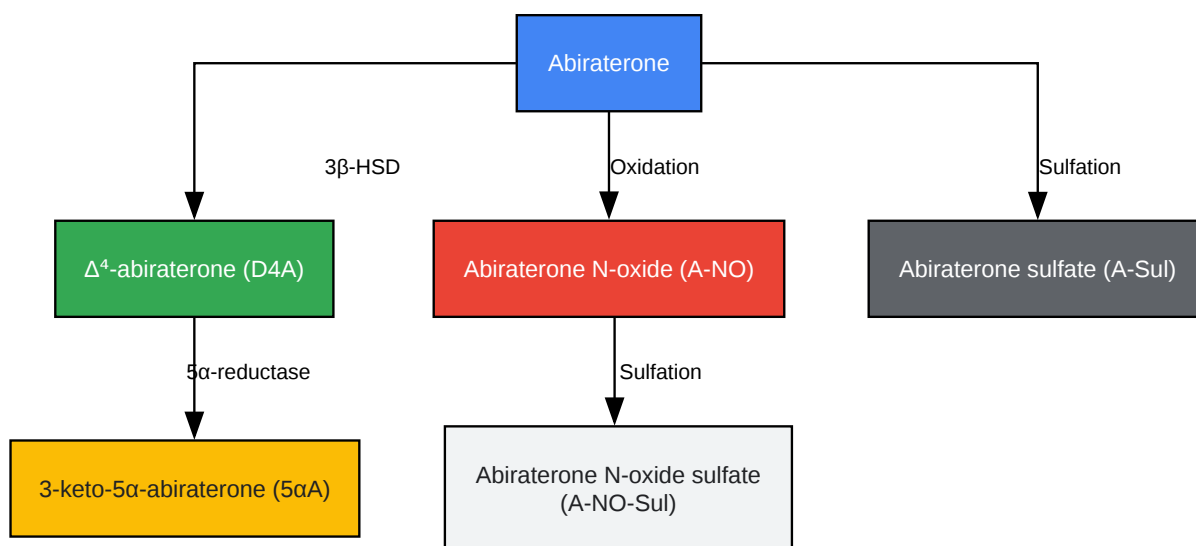 Abiraterone
3β-HSD
Oxidation
Sulfation
Δ⁴-abiraterone (D4A)
Abiraterone N-oxide (A-NO)
Abiraterone sulfate (A-Sul)
5α-reductase
Sulfation
3-keto-5α-abiraterone (5αA)
Abiraterone N-oxide sulfate
(A-NO-Sul)